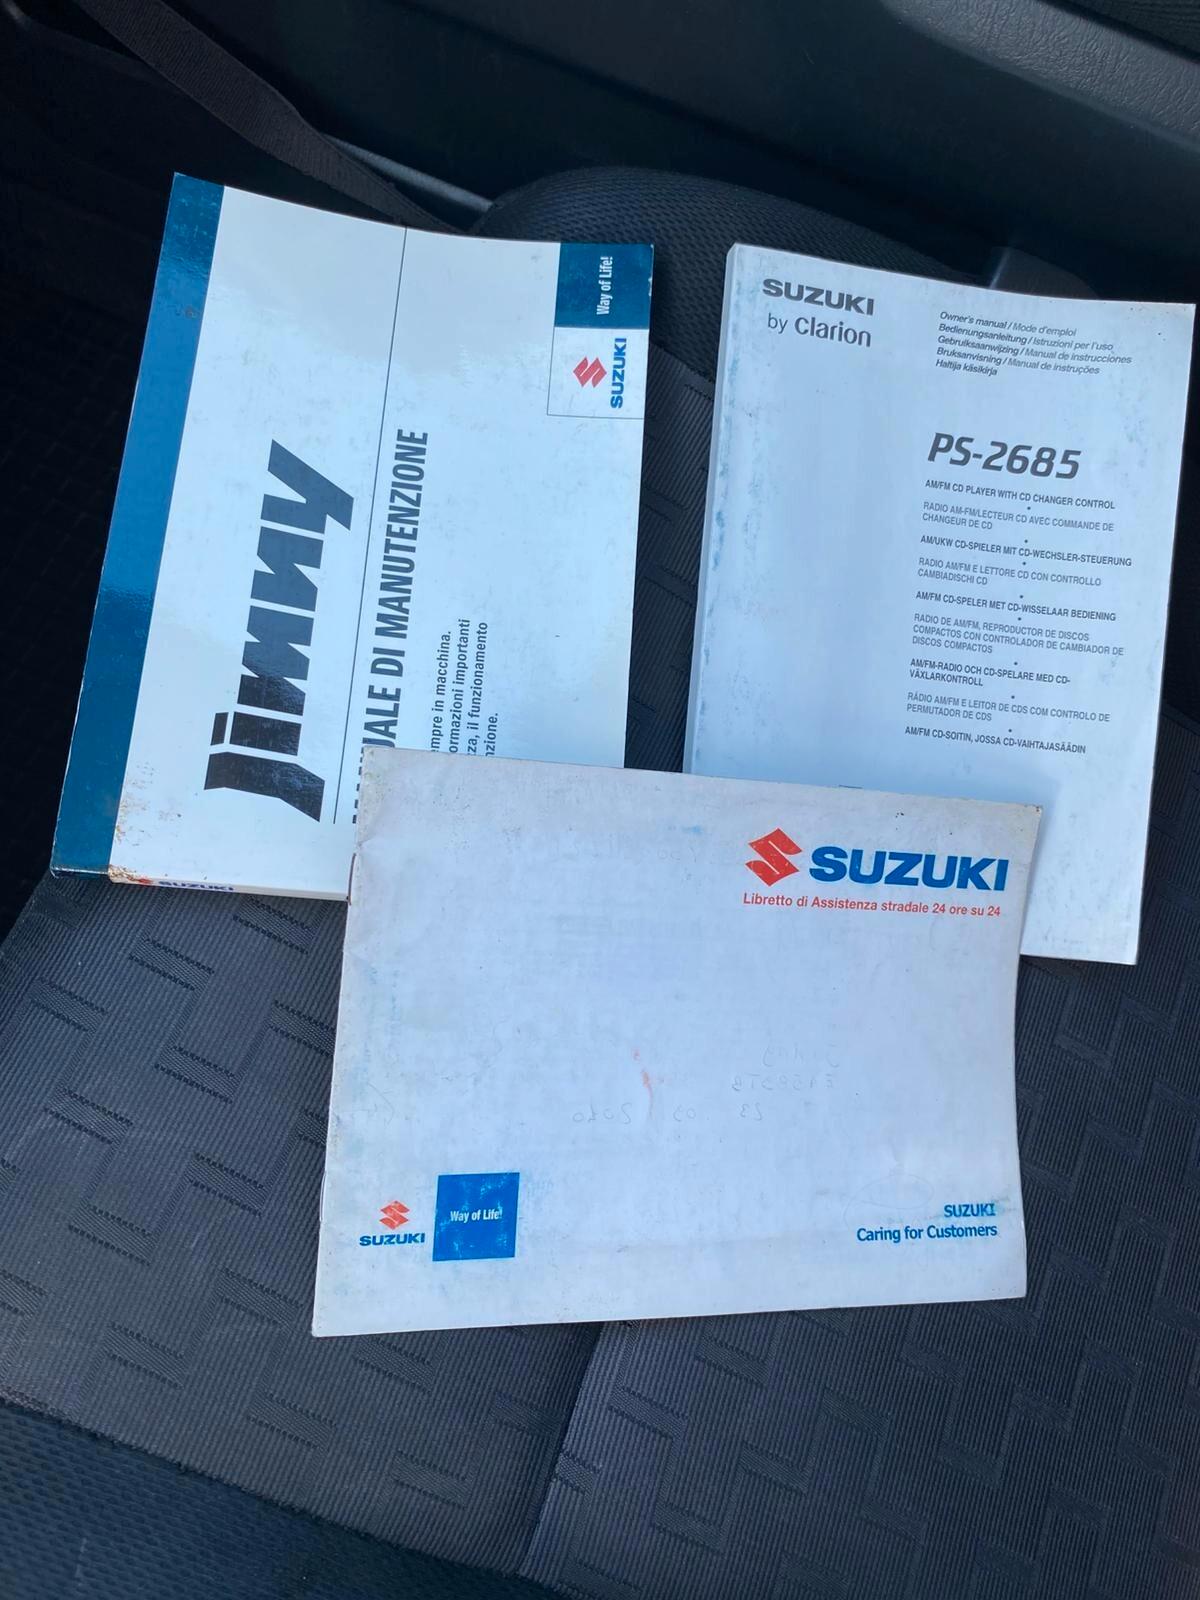 Way of Life!
SUZUKI
Jimny
MANUALE DI MANUTENZIONE
macchina.
importanti
il funzionamento
SUZUKI
SUZUKI
by Clarion
Owner's manual / Mode d'emploi
Bedienungsanleitung / Istruzioni per l'uso
Gebruiksaanwijzing / Manual de instrucciones
Bruksanvisning / Manual de instruções
Haltija käsikirja
PS-2685
AM/FM CD PLAYER WITH CD CHANGER CONTROL
RADIO AM-FM/LECTEUR CD AVEC COMMANDE DE
CHANGEUR DE CD
AM/UKW CD-SPIELER MIT CD-WECHSLER-STEUERUNG
RADIO AM/FM E LETTORE CD CON CONTROLLO
CAMBIADISCHI CD
AM/FM CD-SPELER MET CD-WISSELAAR BEDIENING
RADIO DE AM/FM, REPRODUCTOR DE DISCOS
COMPACTOS CON CONTROLADOR DE CAMBIADOR DE
DISCOS COMPACTOS
AM/FM-RADIO OCH CD-SPELARE MED CD-
VÄXLARKONTROLL
RÁDIO AM/FM E LEITOR DE CDS COM CONTROLO DE
PERMUTADOR DE CDS
AM/FM CD-SOITIN, JOSSA CD-VAIHTAJASÄÄDIN
SUZUKI
Libretto di Assistenza stradale 24 ore su 24
SUZUKI
Way of Life!
SUZUKI
Caring for Customers